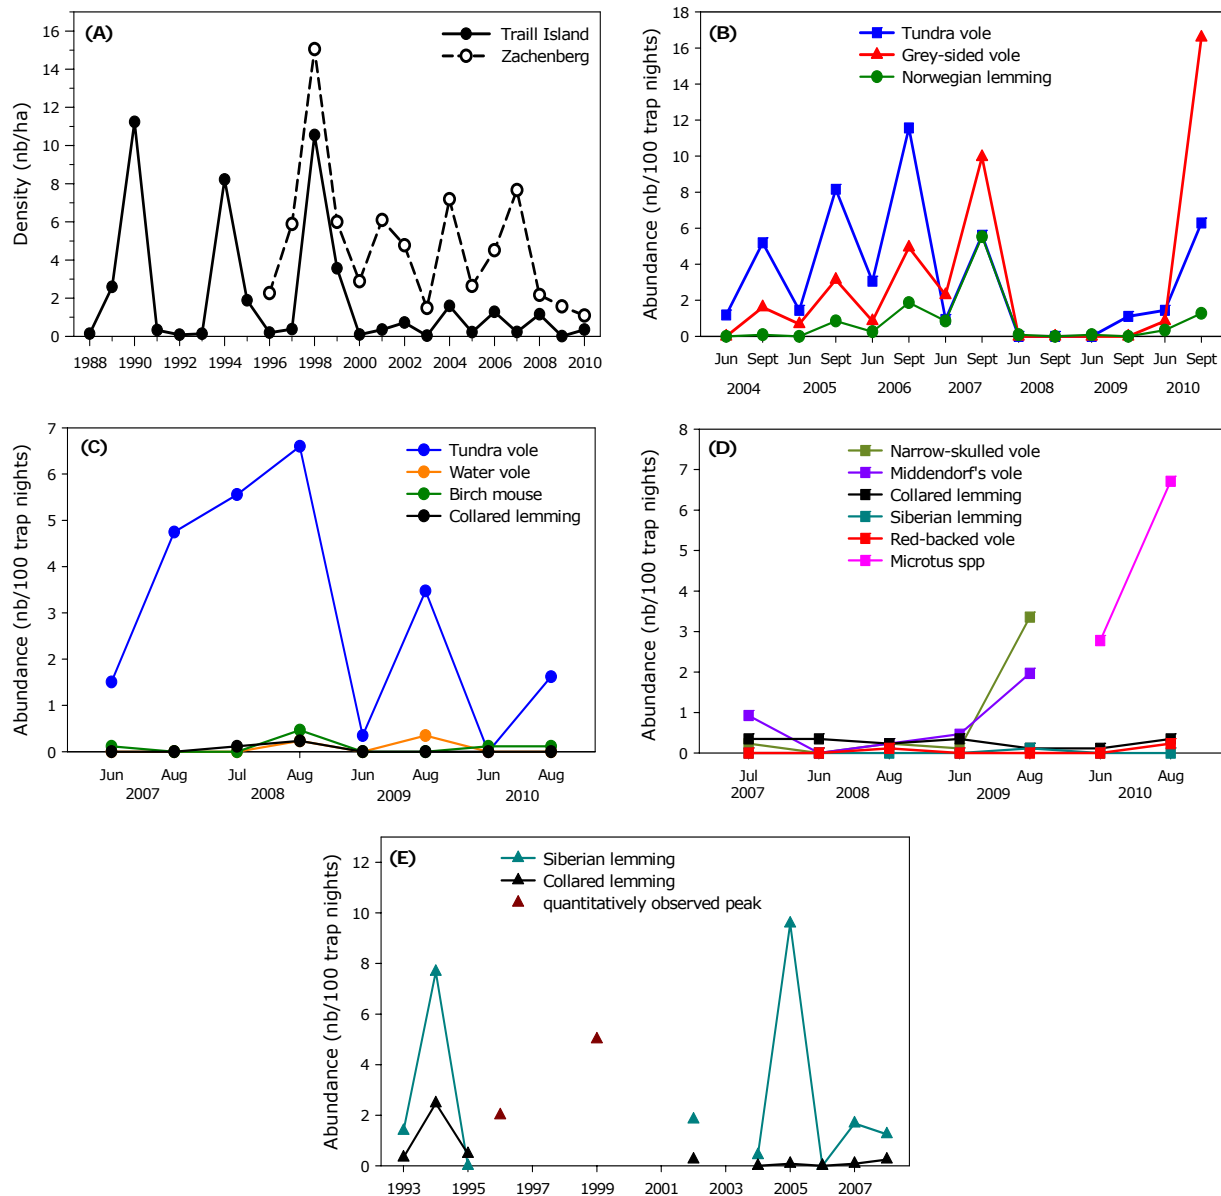 (A)
Traill Island
Zachenberg
Density (nb/ha)
16
14
12
10
8
6
4
2
0
1988 1990 1992 1994 1996 1998 2000 2002 2004 2006 2008 2010
(B)
Tundra vole
Grey-sided vole
Norwegian lemming
Abundance (nb/100 trap nights)
18
16
14
12
10
8
6
4
2
0
Jun Sept Jun Sept Jun Sept Jun Sept Jun Sept Jun Sept Jun Sept
2004 2005 2006 2007 2008 2009 2010
(C)
Tundra vole
Water vole
Birch mouse
Collared lemming
Abundance (nb/100 trap nights)
7
6
5
4
3
2
1
0
Jun Aug Jul Aug Jun Aug Jun Aug
2007 2008 2009 2010
(D)
Narrow-skulled vole
Middendorf's vole
Collared lemming
Siberian lemming
Red-backed vole
Microtus spp
Abundance (nb/100 trap nights)
8
7
6
5
4
3
2
1
0
Jul Jun Aug Jun Aug Jun Aug
2007 2008 2009 2010
(E)
Siberian lemming
Collared lemming
quantitatively observed peak
Abundance (nb/100 trap nights)
12
10
8
6
4
2
0
1993 1995 1997 1999 2001 2003 2005 2007